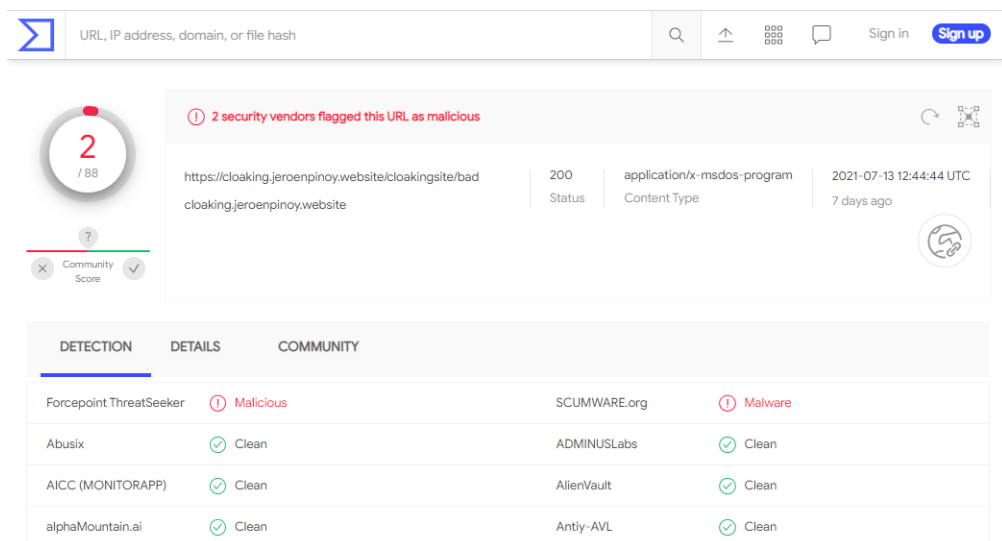 URL, IP address, domain, or file hash
Sign in
Sign up
2
/ 88
?
Community
Score
2 security vendors flagged this URL as malicious
https://cloaking.jeroenpinoy.website/cloakingsite/bad
cloaking.jeroenpinoy.website
200
Status
application/x-msdos-program
Content Type
2021-07-13 12:44:44 UTC
7 days ago
DETECTION DETAILS COMMUNITY
Forcepoint ThreatSeeker Malicious SCUMWARE.org Malware
Abusix Clean ADMINUSLabs Clean
AICC (MONITORAPP) Clean AlienVault Clean
alphaMountain.ai Clean Antiy-AVL Clean